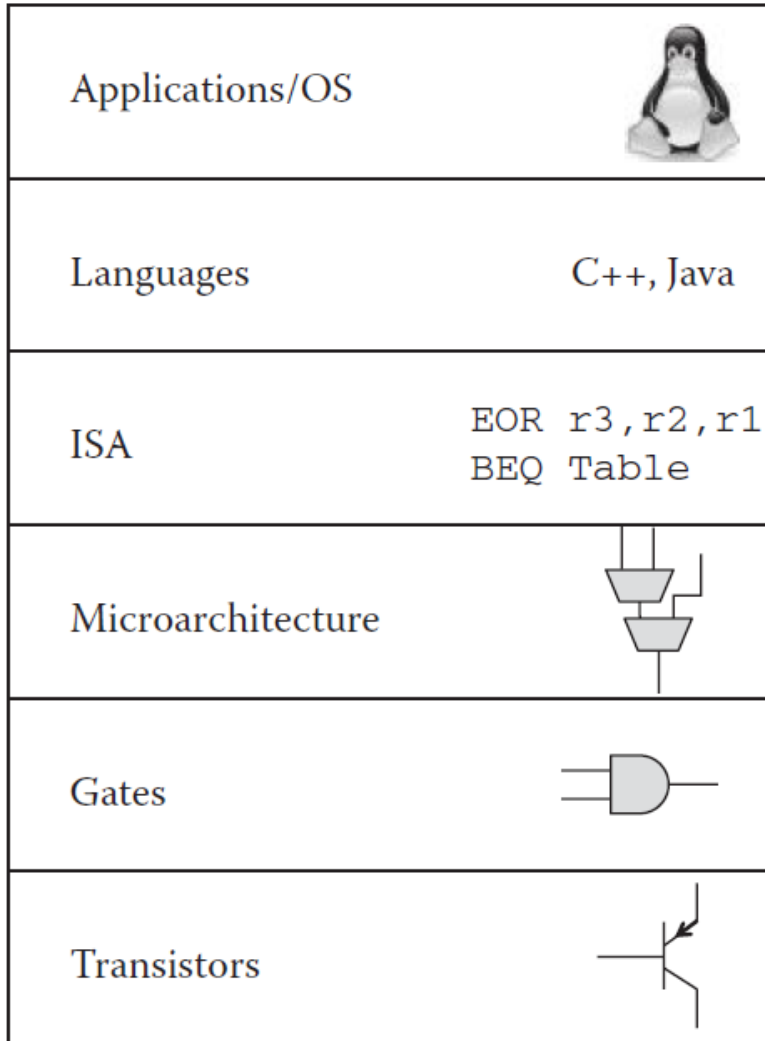 Applications/OS
Languages C++, Java
ISA
EOR r3,r2,r1
BEQ Table
Microarchitecture
Gates
Transistors